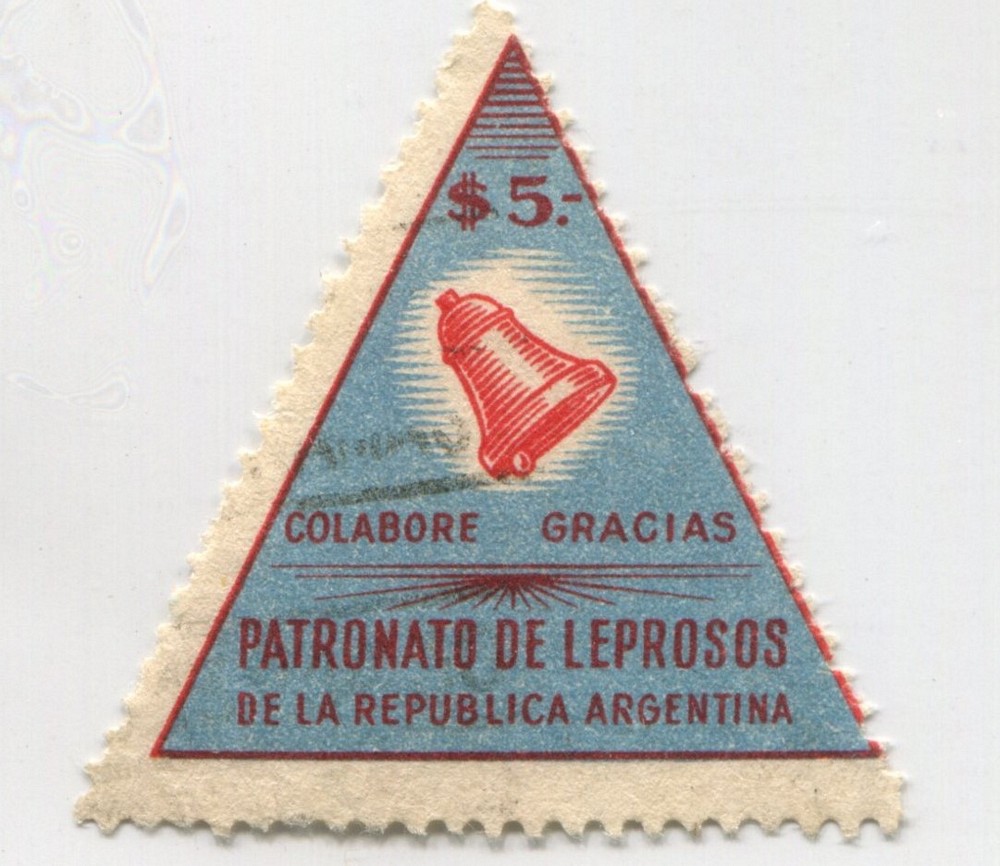 $ 5.-
COLABORE GRACIAS
PATRONATO DE LEPROSOS
DE LA REPUBLICA ARGENTINA